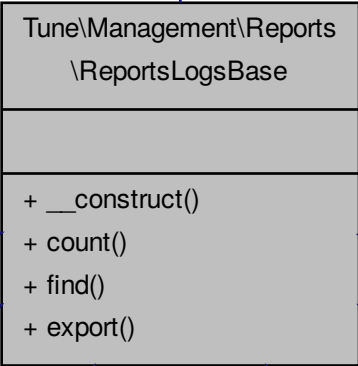 Tune\Management\Reports
\ReportsLogsBase
+ __construct()
+ count()
+ find()
+ export()